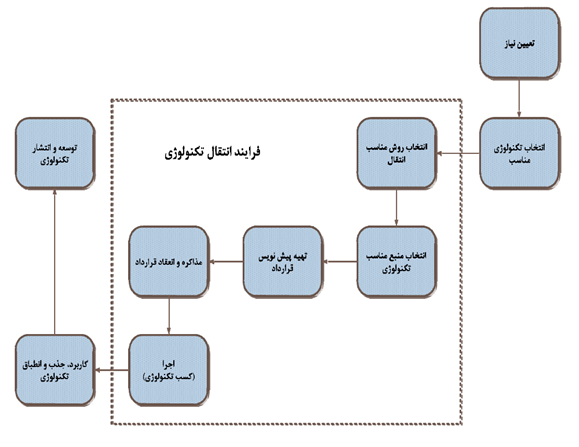 تعیین نیاز
انتخاب تکنولوژی
مناسب
فرایند انتقال تکنولوژی
انتخاب روش مناسب
انتقال
انتخاب منبع مناسب
تکنولوژی
تهیه پیش نویس
قرارداد
مذاکره و انعقاد قرارداد
اجرا
(کسب تکنولوژی)
کاربرد، جذب و انطباق
تکنولوژی
توسعه و انتشار
تکنولوژی